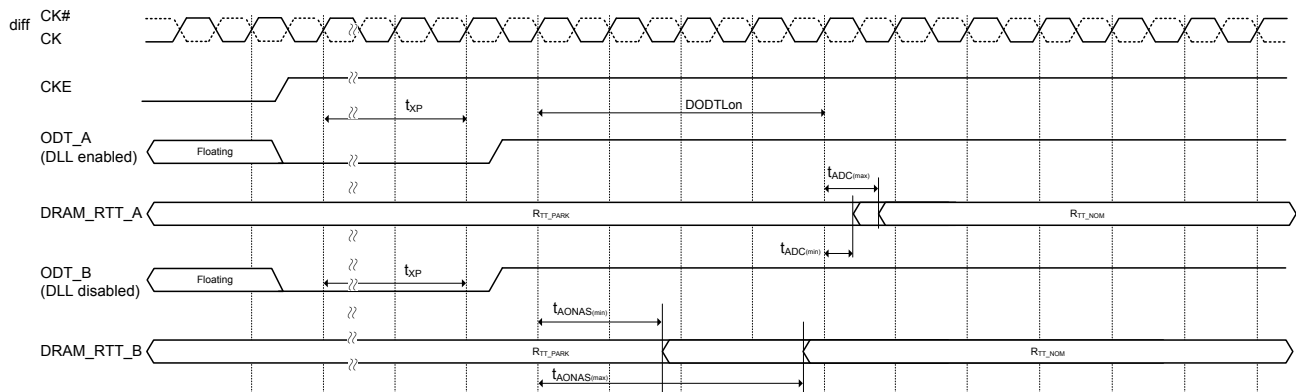 diff CK#
CK
CKE
tXP
DODTLon
ODT_A
(DLL enabled)
Floating
tADC(max)
DRAM_RTT_A
RTT_PARK
RTT_NOM
tADC(min)
ODT_B
(DLL disabled)
Floating
tXP
tAONAS(min)
DRAM_RTT_B
RTT_PARK
RTT_NOM
tAONAS(max)